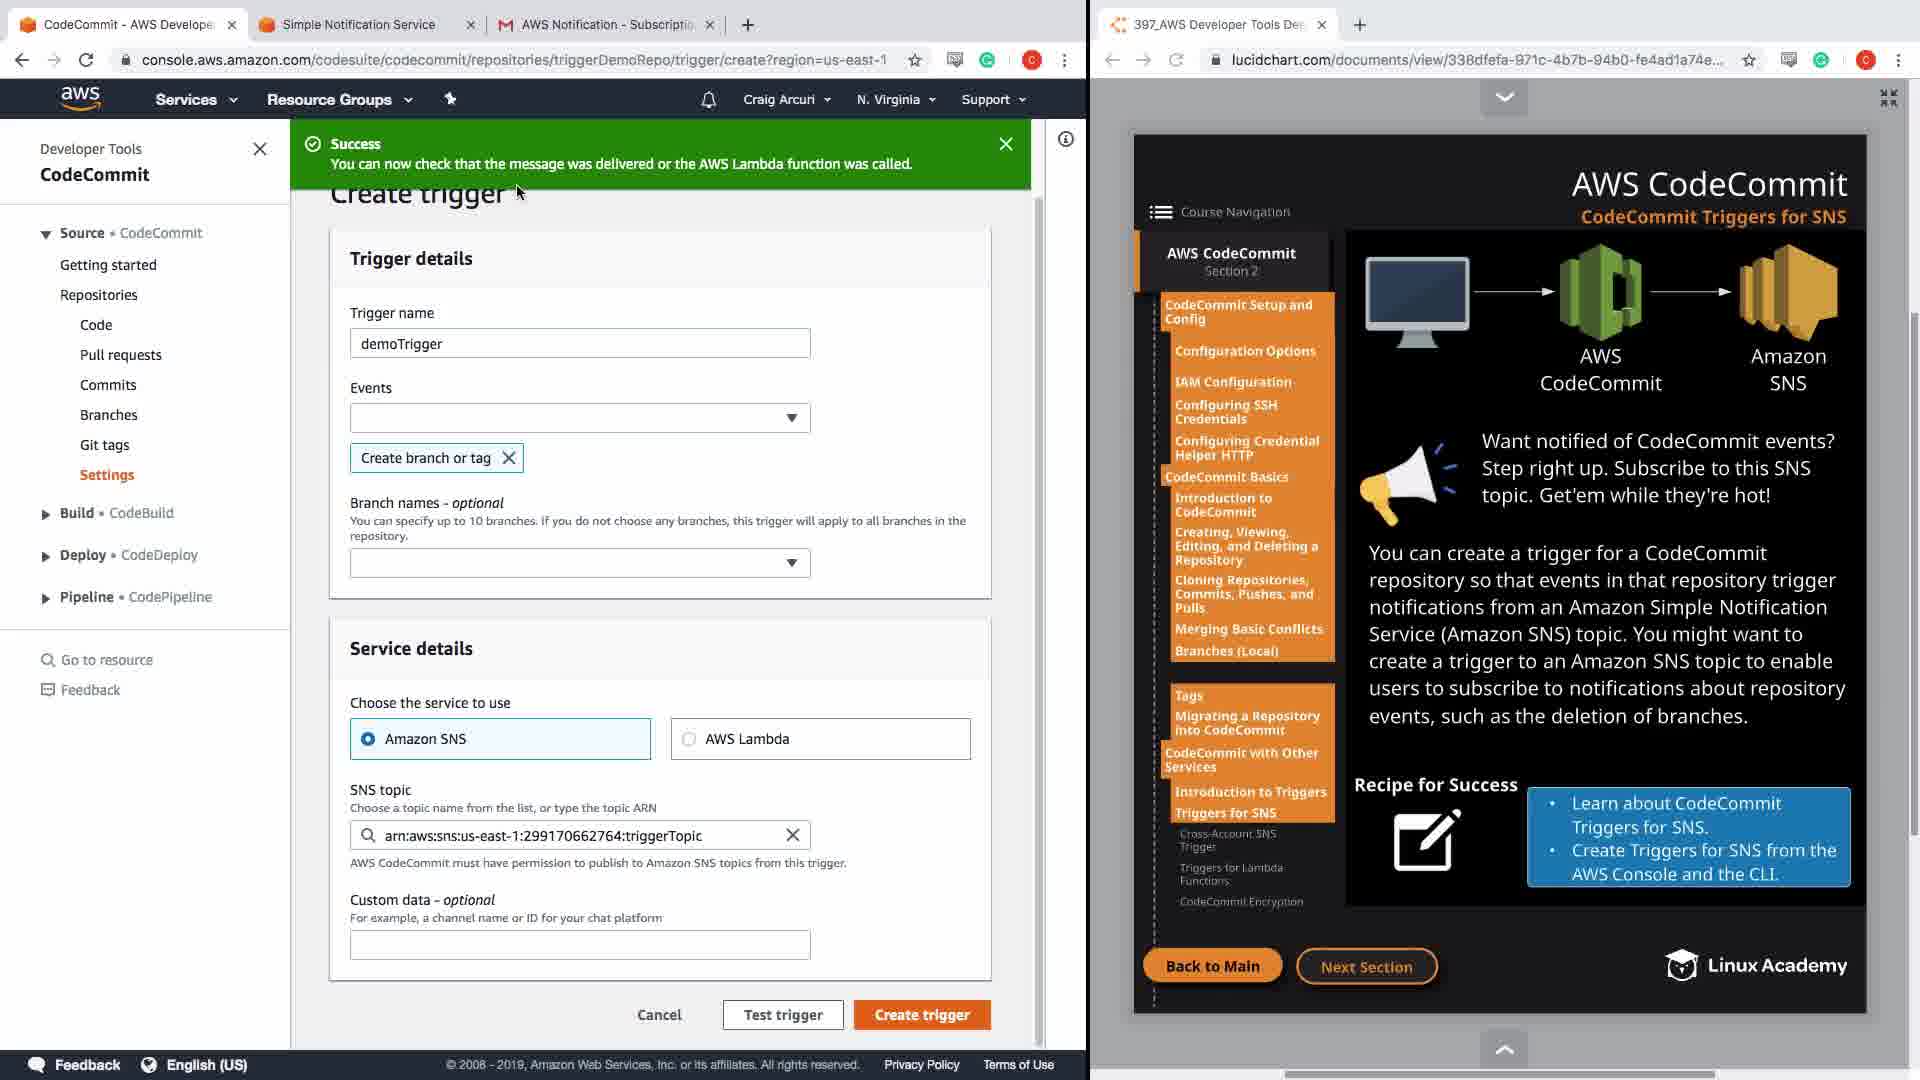 CodeCommit - AWS Develope
Simple Notification Service
AWS Notification - Subscriptio
console.aws.amazon.com/codesuite/codecommit/repositories/triggerDemoRepo/trigger/create?region=us-east-1
C
aws
Services
Resource Groups
Craig Arcuri
N. Virginia
Support
Developer Tools
CodeCommit
Source • CodeCommit
Getting started
Repositories
Code
Pull requests
Commits
Branches
Git tags
Settings
Build • CodeBuild
Deploy • CodeDeploy
Pipeline • CodePipeline
Go to resource
Feedback
Success
You can now check that the message was delivered or the AWS Lambda function was called.
Create trigger
Trigger details
Trigger name
demoTrigger
Events
Create branch or tag
Branch names - optional
You can specify up to 10 branches. If you do not choose any branches, this trigger will apply to all branches in the
repository.
Service details
Choose the service to use
Amazon SNS
AWS Lambda
SNS topic
Choose a topic name from the list, or type the topic ARN
arn:aws:sns:us-east-1:299170662764:triggerTopic
AWS CodeCommit must have permission to publish to Amazon SNS topics from this trigger.
Custom data - optional
For example, a channel name or ID for your chat platform
Cancel
Test trigger
Create trigger
Feedback
English (US)
© 2008 - 2019, Amazon Web Services, Inc. or its affiliates. All rights reserved.
Privacy Policy
Terms of Use
397_AWS Developer Tools Dee
lucidchart.com/documents/view/338dfefa-971c-4b7b-94b0-fe4ad1a74e...
C
AWS CodeCommit
CodeCommit Triggers for SNS
Course Navigation
AWS CodeCommit
Section 2
CodeCommit Setup and
Config
Configuration Options
IAM Configuration
Configuring SSH
Credentials
Configuring Credential
Helper HTTP
CodeCommit Basics
Introduction to
CodeCommit
Creating, Viewing,
Editing, and Deleting a
Repository
Cloning Repositories,
Commits, Pushes, and
Pulls
Merging Basic Conflicts
Branches (Local)
Tags
Migrating a Repository
into CodeCommit
CodeCommit with Other
Services
Introduction to Triggers
Triggers for SNS
Cross-Account SNS
Trigger
Triggers for Lambda
Functions
CodeCommit Encryption
AWS
CodeCommit
Amazon
SNS
Want notified of CodeCommit events?
Step right up. Subscribe to this SNS
topic. Get'em while they're hot!
You can create a trigger for a CodeCommit
repository so that events in that repository trigger
notifications from an Amazon Simple Notification
Service (Amazon SNS) topic. You might want to
create a trigger to an Amazon SNS topic to enable
users to subscribe to notifications about repository
events, such as the deletion of branches.
Recipe for Success
• Learn about CodeCommit
Triggers for SNS.
• Create Triggers for SNS from the
AWS Console and the CLI.
Back to Main
Next Section
Linux Academy